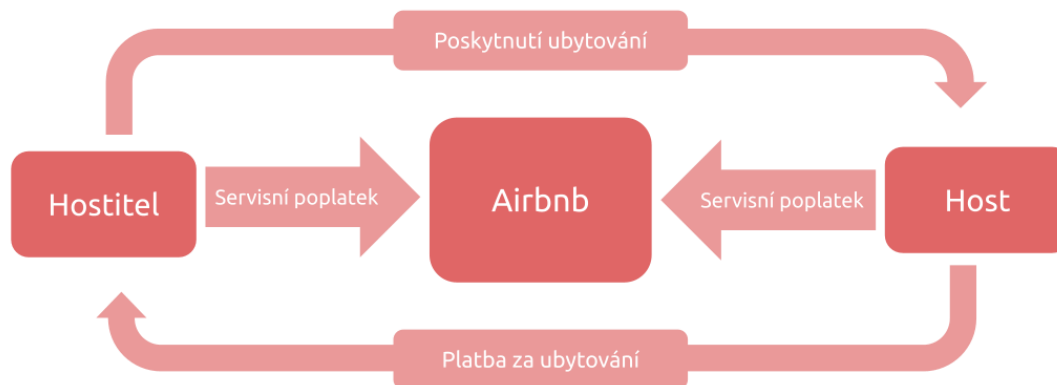 Poskytnutí ubytování
Hostitel
Servisní poplatek
Airbnb
Servisní poplatek
Host
Platba za ubytování